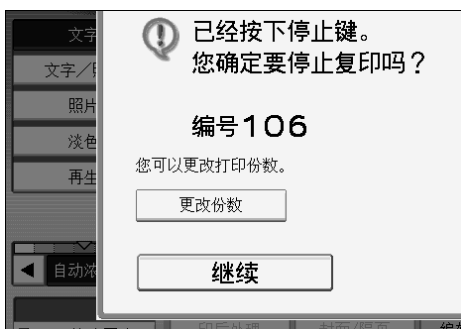 已经按下停止键。
您确定要停止复印吗？
编号106
您可以更改打印份数。
更改份数
继续
文字
文字／
照片
淡色
再生
自动浓
印后处理
封面/隔页